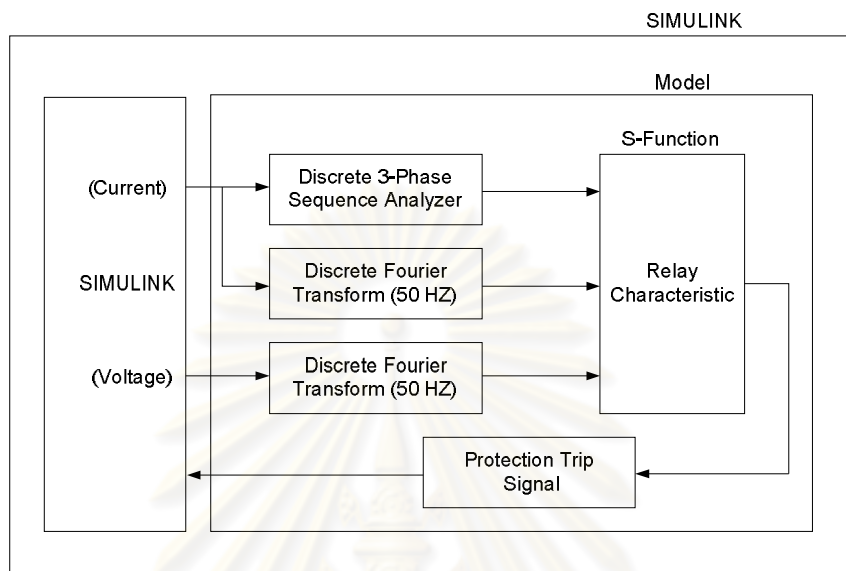 SIMULINK
Model
S-Function
(Current)
Discrete 3-Phase
Sequence Analyzer
Discrete Fourier
Transform (50 HZ)
SIMULINK
Relay
Characteristic
(Voltage)
Discrete Fourier
Transform (50 HZ)
Protection Trip
Signal